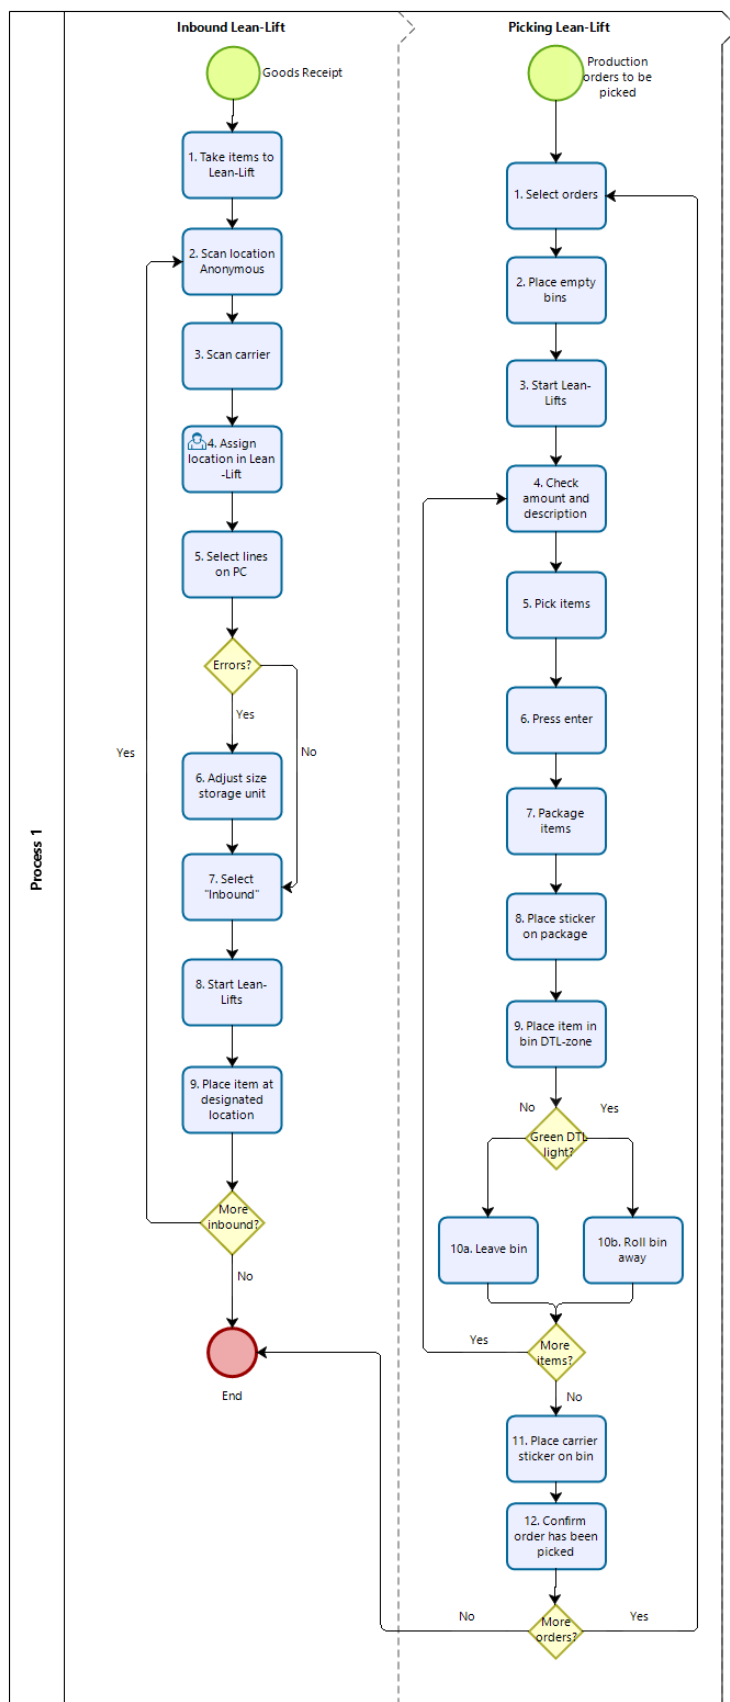 Inbound Lean-Lift
Picking Lean-Lift
Process 1
Goods Receipt
1. Take items to
Lean-Lift
2. Scan location
Anonymous
3. Scan carrier
4. Assign
location in Lean
-Lift
5. Select lines
on PC
Errors?
Yes
No
6. Adjust size
storage unit
7. Select
"Inbound"
8. Start Lean-
Lifts
9. Place item at
designated
location
More
inbound?
Yes
No
End
Production
orders to be
picked
1. Select orders
2. Place empty
bins
3. Start Lean-
Lifts
4. Check
amount and
description
5. Pick items
6. Press enter
7. Package
items
8. Place sticker
on package
9. Place item in
bin DTL-zone
No
Yes
Green DTL
light?
10a. Leave bin
10b. Roll bin
away
Yes
More
items?
No
11. Place carrier
sticker on bin
12. Confirm
order has been
picked
No
More
orders?
Yes